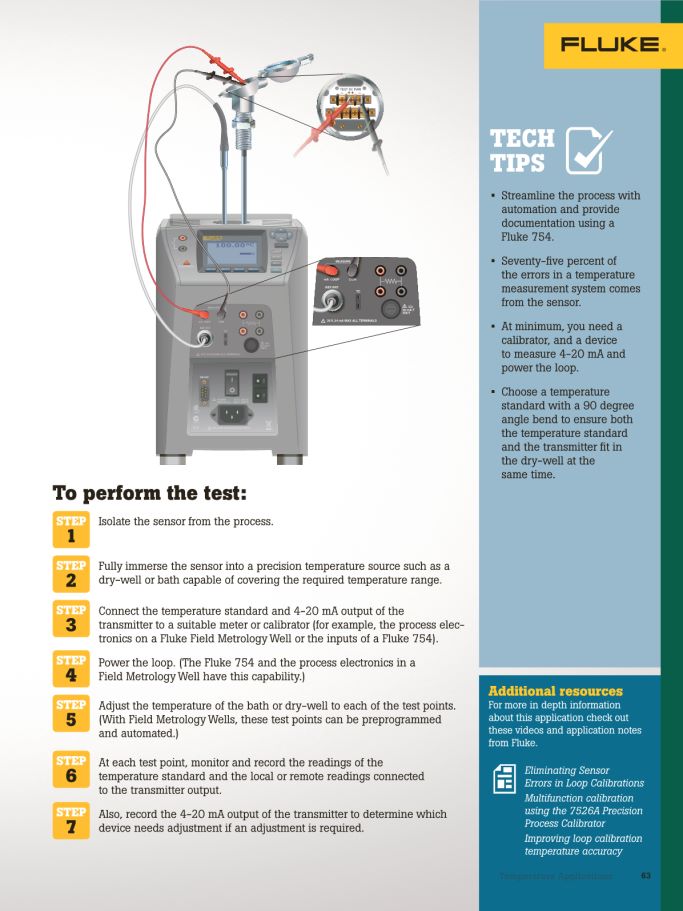 FLUKE®
TECH
TIPS
• Streamline the process with
automation and provide
documentation using a
Fluke 754.
• Seventy-five percent of
the errors in a temperature
measurement system comes
from the sensor.
• At minimum, you need a
calibrator, and a device
to measure 4-20 mA and
power the loop.
• Choose a temperature
standard with a 90 degree
angle bend to ensure both
the temperature standard
and the transmitter fit in
the dry-well at the
same time.
TEST DC PWR
100.00°C
MEASURE
To perform the test:
STEP
1
Isolate the sensor from the process.
STEP
2
Fully immerse the sensor into a precision temperature source such as a
dry-well or bath capable of covering the required temperature range.
STEP
3
Connect the temperature standard and 4-20 mA output of the
transmitter to a suitable meter or calibrator (for example, the process elec-
tronics on a Fluke Field Metrology Well or the inputs of a Fluke 754).
STEP
4
Power the loop. (The Fluke 754 and the process electronics in a
Field Metrology Well have this capability.)
STEP
5
Adjust the temperature of the bath or dry-well to each of the test points.
(With Field Metrology Wells, these test points can be preprogrammed
and automated.)
STEP
6
At each test point, monitor and record the readings of the
temperature standard and the local or remote readings connected
to the transmitter output.
STEP
7
Also, record the 4-20 mA output of the transmitter to determine which
device needs adjustment if an adjustment is required.
Additional resources
For more in depth information
about this application check out
these videos and application notes
from Fluke.
Eliminating Sensor
Errors in Loop Calibrations
Multifunction calibration
using the 7526A Precision
Process Calibrator
Improving loop calibration
temperature accuracy
Temperature Applications 63